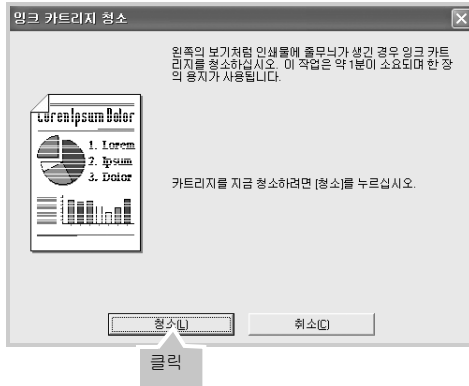 잉크 카트리지 청소
왼쪽의 보기처럼 인쇄물에 줄무늬가 생긴 경우 잉크 카트
리지를 청소하십시오. 이 작업은 약 1분이 소요되며 한 장
의 용지가 사용됩니다.
Lorem Ipsum Dolor
1. Lorem
2. Ipsum
3. Dolor
카트리지를 지금 청소하려면 [청소]를 누르십시오.
청소(L)
취소(C)
클릭